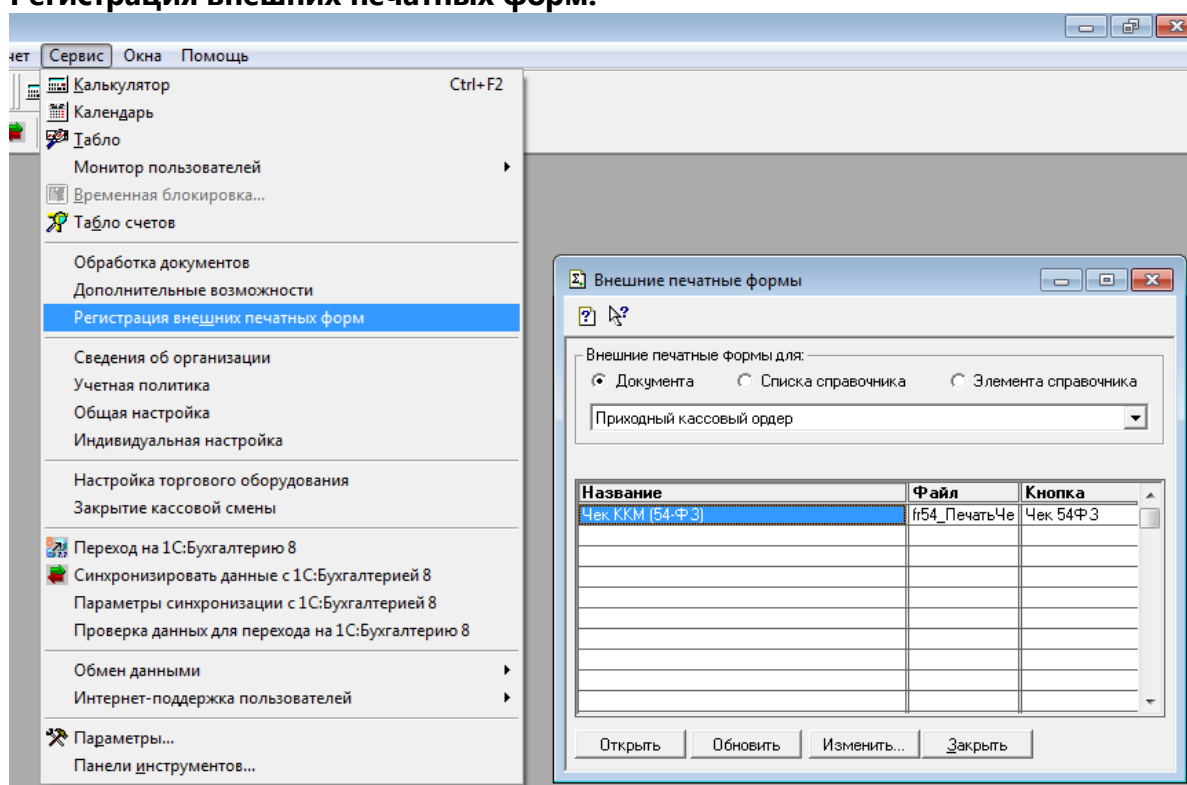 Регистрация внешних печатных форм.
чет Сервис Окна Помощь
Калькулятор Ctrl+F2
Календарь
Табло
Монитор пользователей
Временная блокировка...
Табло счетов
Обработка документов
Дополнительные возможности
Регистрация внешних печатных форм
Сведения об организации
Учетная политика
Общая настройка
Индивидуальная настройка
Настройка торгового оборудования
Закрытие кассовой смены
Переход на 1С:Бухгалтерию 8
Синхронизировать данные с 1С:Бухгалтерией 8
Параметры синхронизации с 1С:Бухгалтерией 8
Проверка данных для перехода на 1С:Бухгалтерию 8
Обмен данными
Интернет-поддержка пользователей
Параметры...
Панели инструментов...
Внешние печатные формы
Внешние печатные формы для:
Документа Списка справочника Элемента справочника
Приходный кассовый ордер
Название Файл Кнопка
Чек ККМ (54-ФЗ) fr54_ПечатьЧе Чек 54ФЗ
Открыть Обновить Изменить... Закрыть